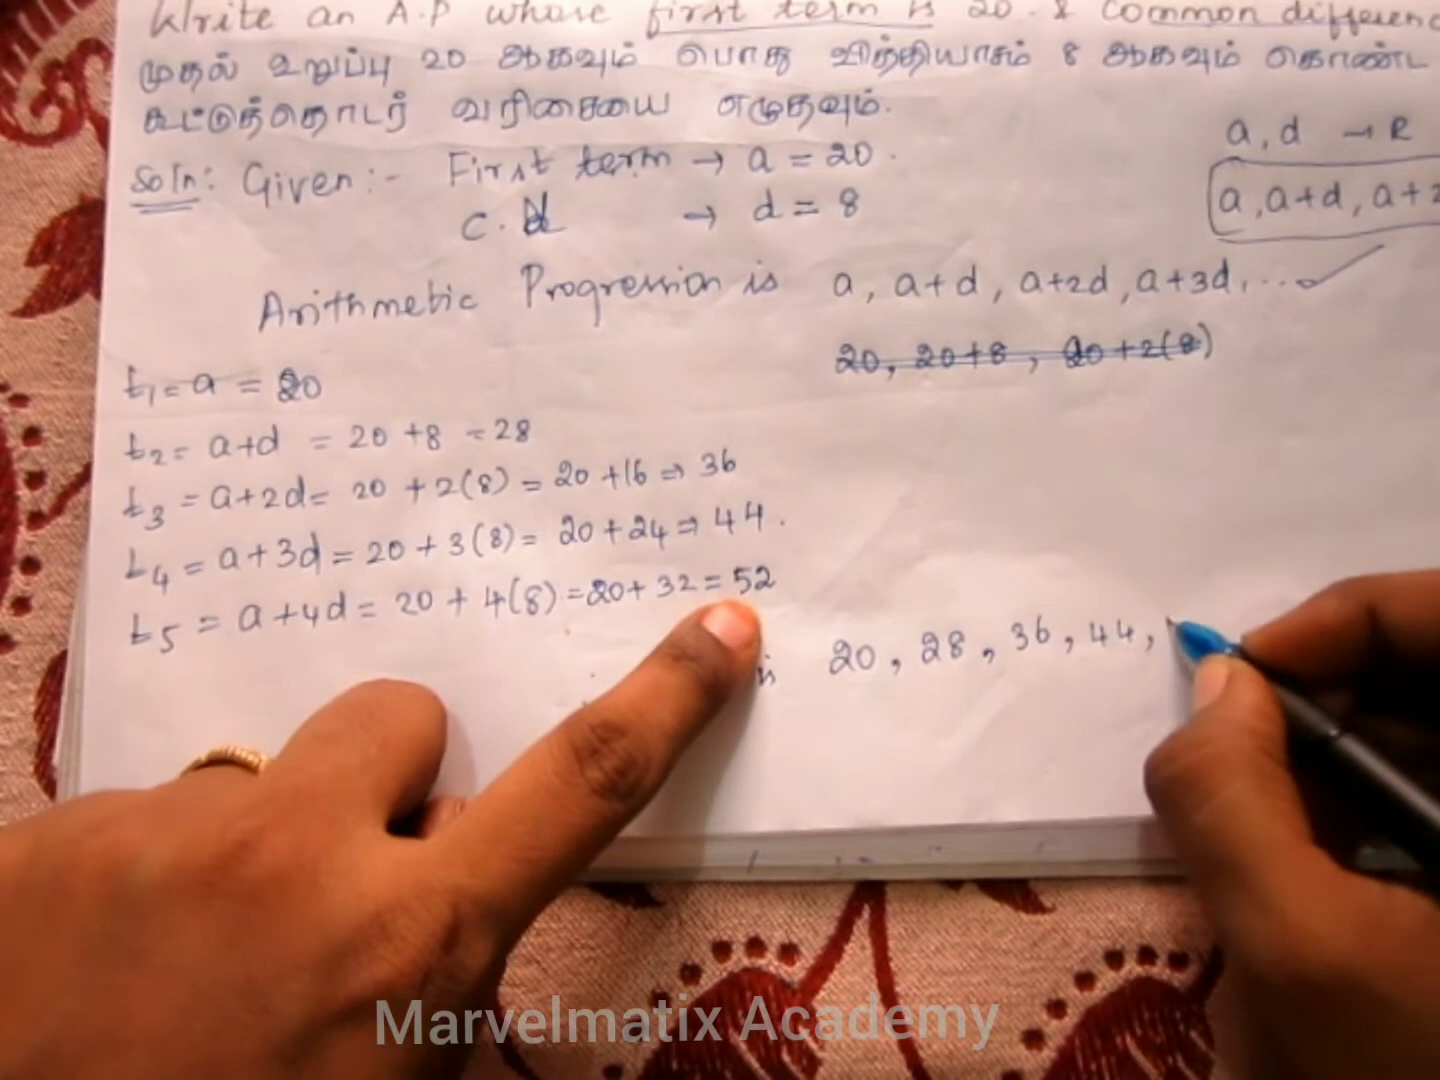 Write an A.P whose first term is 20 & Common differenc
முதல் உறுப்பு 20 ஆகவும் பொது வித்தியாசம் 8 ஆகவும் கொண்ட
கூட்டுத்தொடர் வரிசையை எழுதவும்.
a, d → R
Soln: Given :- First term → a = 20.
a, a+d, a+2
C. d → d = 8
Arithmetic Progression is a, a+d, a+2d, a+3d, ...
20, 20+8, 20+2(8)
t1 = a = 20
t2 = a+d = 20 +8 = 28
t3 = a+2d = 20 + 2(8) = 20 +16 ⇒ 36
t4 = a+3d = 20 + 3(8) = 20 + 24 ⇒ 44.
t5 = a+4d = 20 + 4(8) = 20+ 32 = 52
is 20, 28, 36, 44,
Marvelmatix Academy